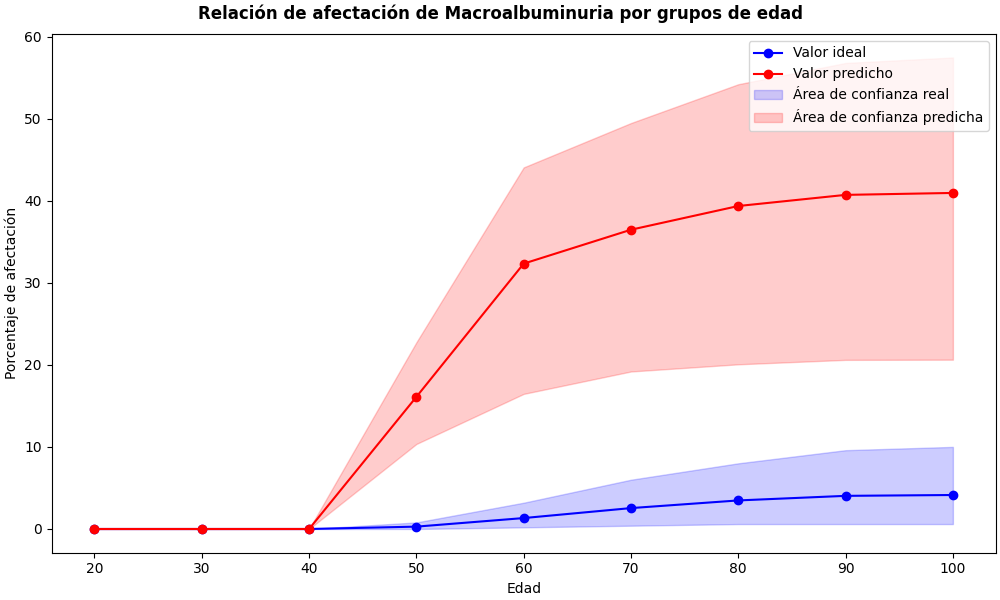 Relación de afectación de Macroalbuminuria por grupos de edad
Valor ideal
Valor predicho
Área de confianza real
Área de confianza predicha
Porcentaje de afectación
60
50
40
30
20
10
0
20 30 40 50 60 70 80 90 100
Edad